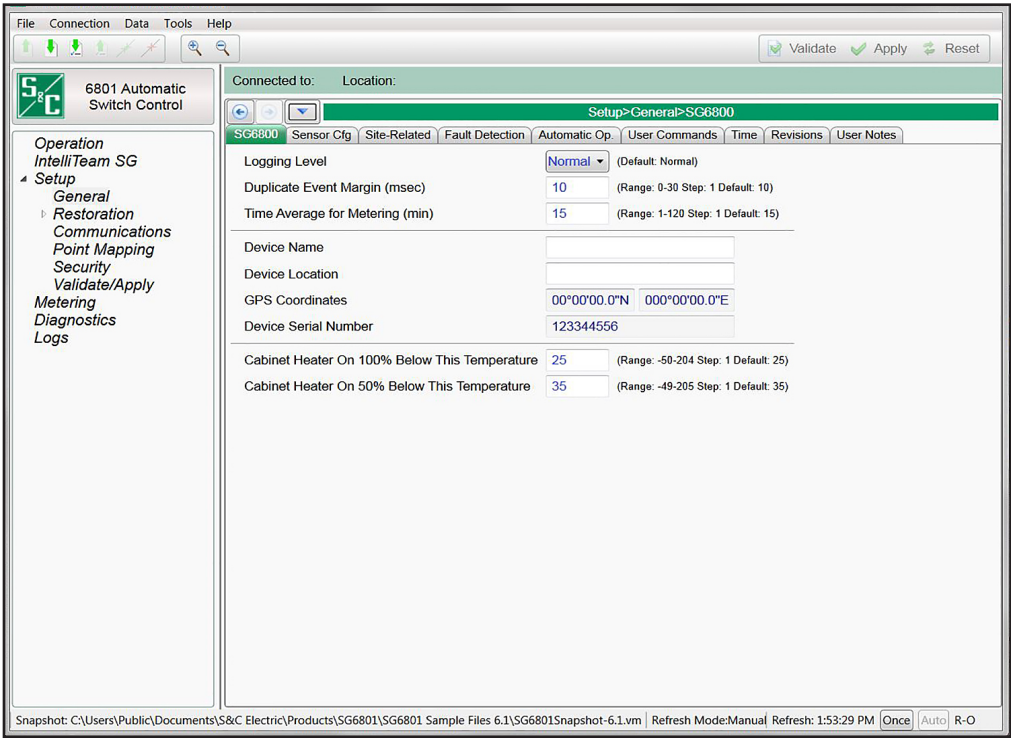 File Connection Data Tools Help
Validate Apply Reset
S&C
6801 Automatic
Switch Control
Connected to: Location:
Setup>General>SG6800
SG6800 Sensor Cfg Site-Related Fault Detection Automatic Op. User Commands Time Revisions User Notes
Operation
IntelliTeam SG
Setup
General
Restoration
Communications
Point Mapping
Security
Validate/Apply
Metering
Diagnostics
Logs
Logging Level Normal (Default: Normal)
Duplicate Event Margin (msec) 10 (Range: 0-30 Step: 1 Default: 10)
Time Average for Metering (min) 15 (Range: 1-120 Step: 1 Default: 15)
Device Name
Device Location
GPS Coordinates 00°00'00.0"N 000°00'00.0"E
Device Serial Number 123344556
Cabinet Heater On 100% Below This Temperature 25 (Range: -50-204 Step: 1 Default: 25)
Cabinet Heater On 50% Below This Temperature 35 (Range: -49-205 Step: 1 Default: 35)
Snapshot: C:\Users\Public\Documents\S&C Electric\Products\SG6801\SG6801 Sample Files 6.1\SG6801Snapshot-6.1.vm Refresh Mode:Manual Refresh: 1:53:29 PM Once Auto R-O